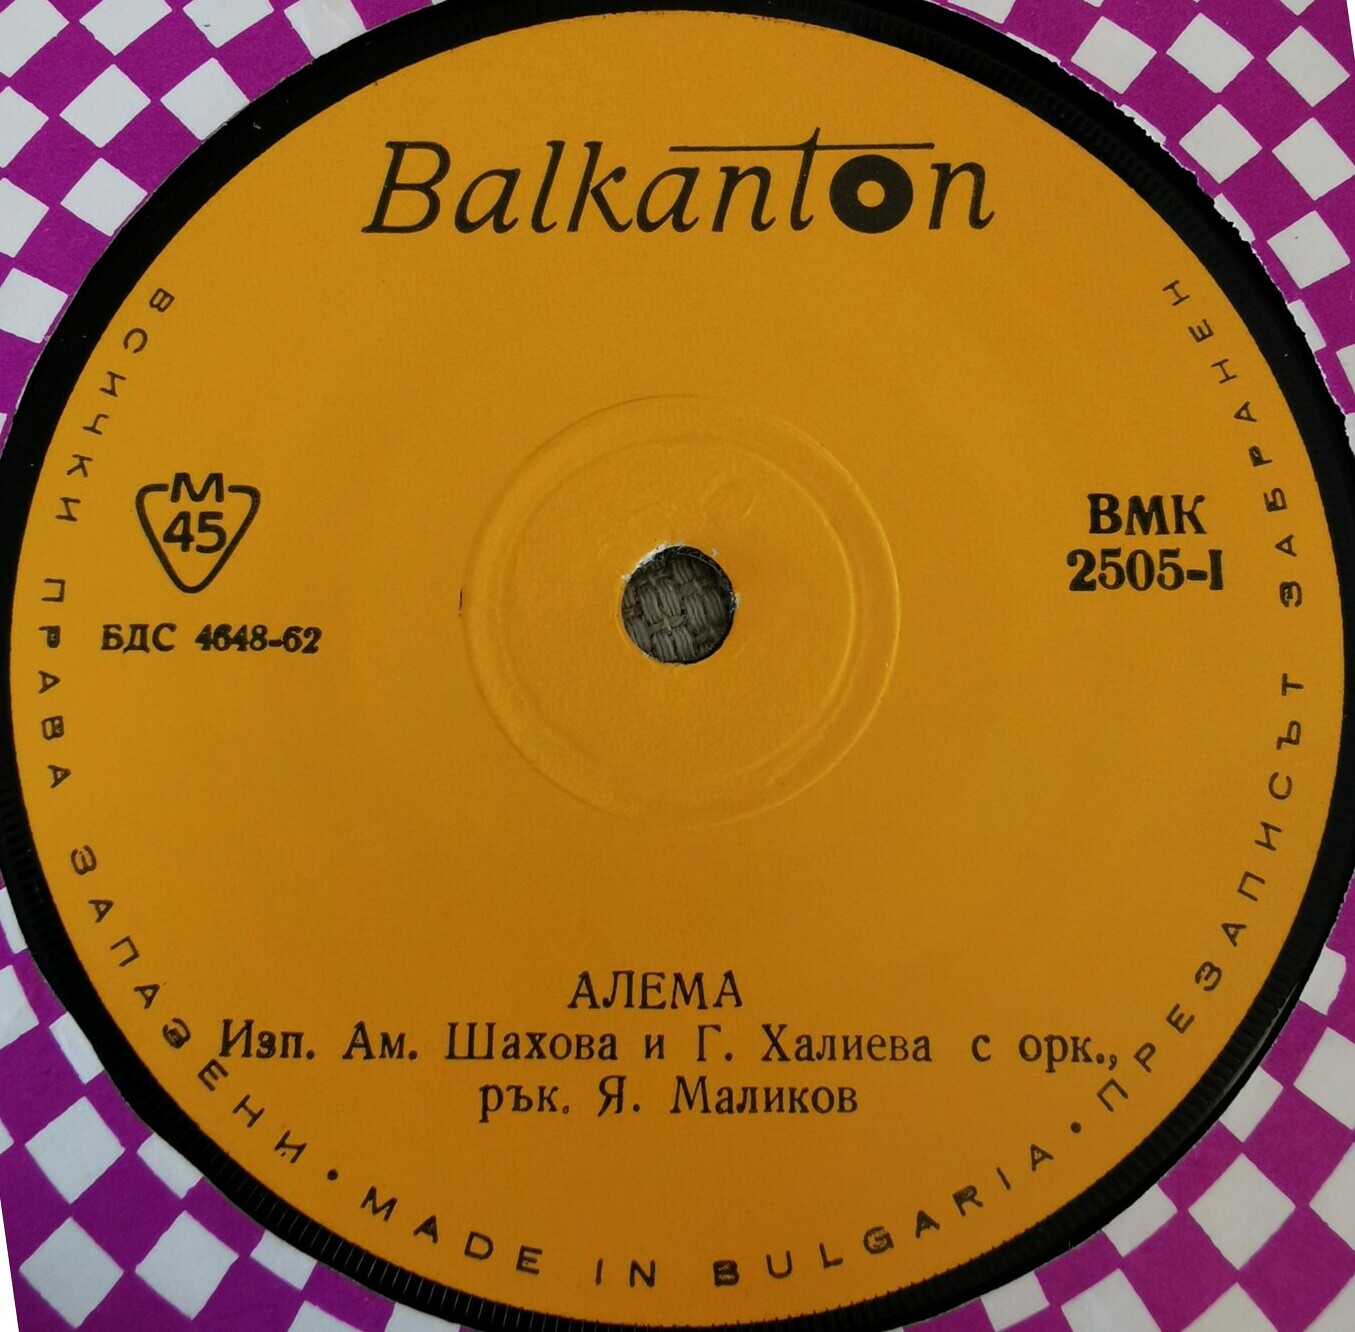 Balkanton
М
45
БДС 4648-62
ВМК
2505-I
АЛЕМА
Изп. Ам. Шахова и Г. Халиева с орк.,
рък. Я. Маликов
ВСИЧКИ ПРАВА ЗАПАЗЕНИ · MADE IN BULGARIA · ПРЕЗАПИСЪТ ЗАБРАНЕН